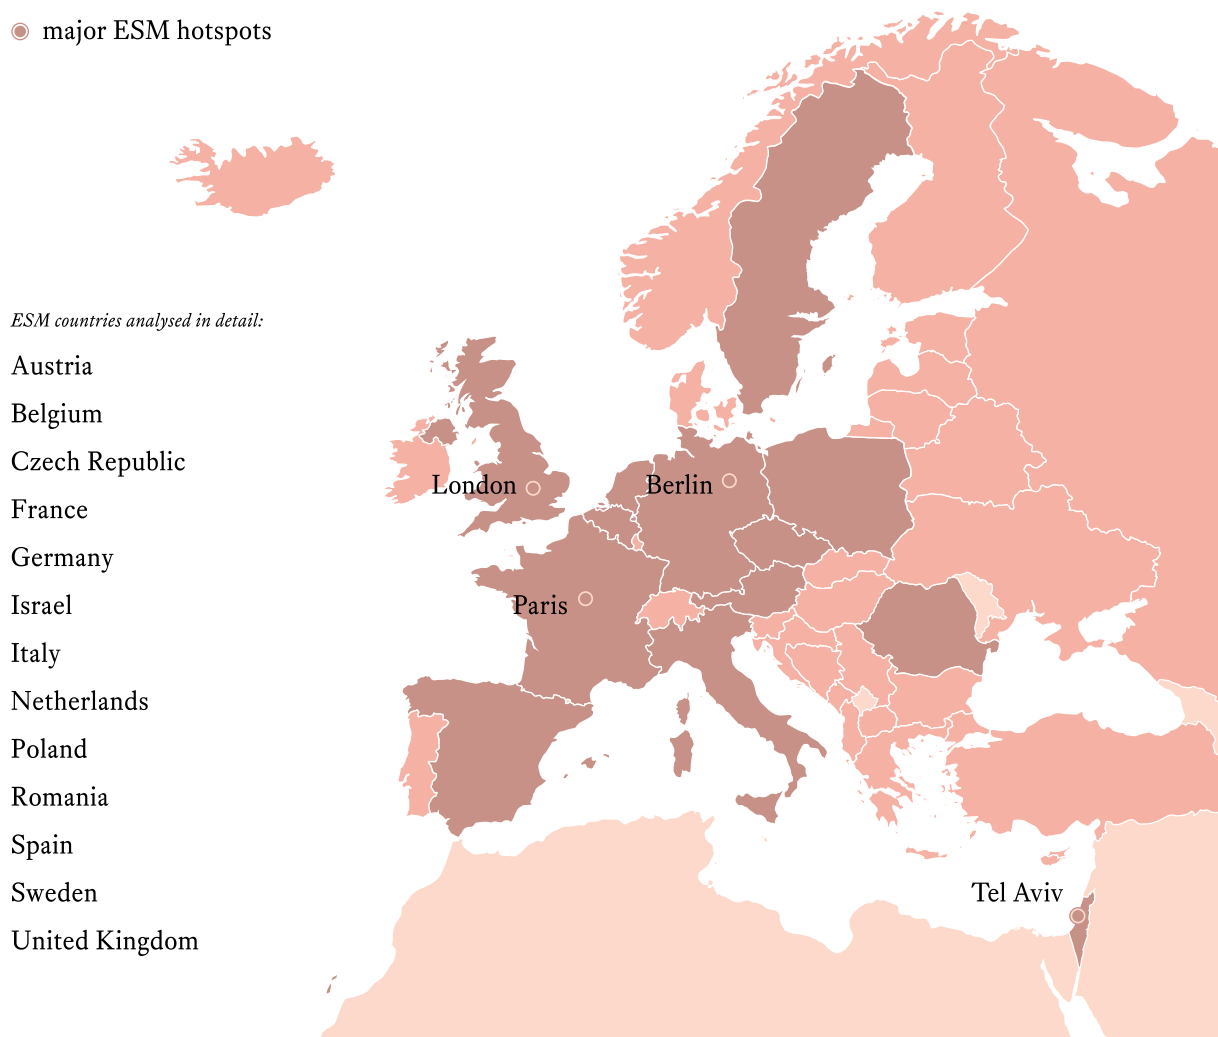 major ESM hotspots
ESM countries analysed in detail:
Austria
Belgium
Czech Republic
France
Germany
Israel
Italy
Netherlands
Poland
Romania
Spain
Sweden
United Kingdom
London
Berlin
Paris
Tel Aviv